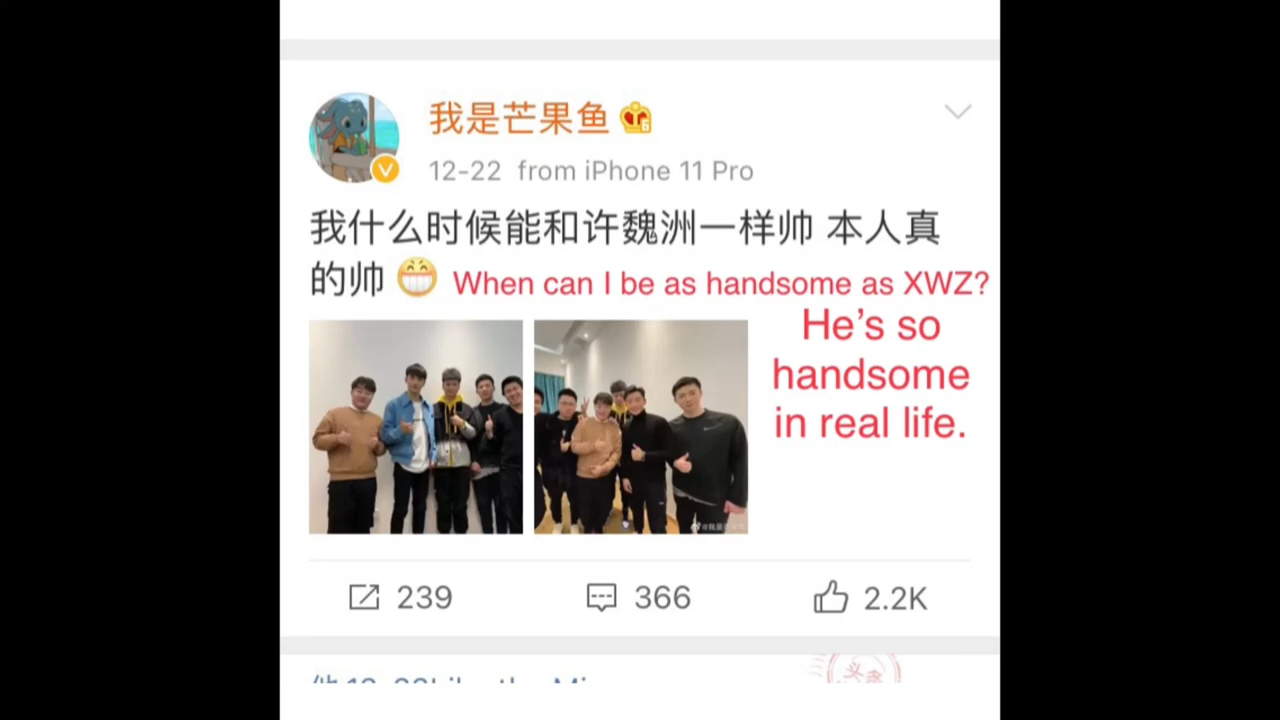 我是芒果鱼
12-22 from iPhone 11 Pro
我什么时候能和许魏洲一样帅 本人真
的帅 When can I be as handsome as XWZ?
He's so
handsome
in real life.
239 366 2.2K
头条